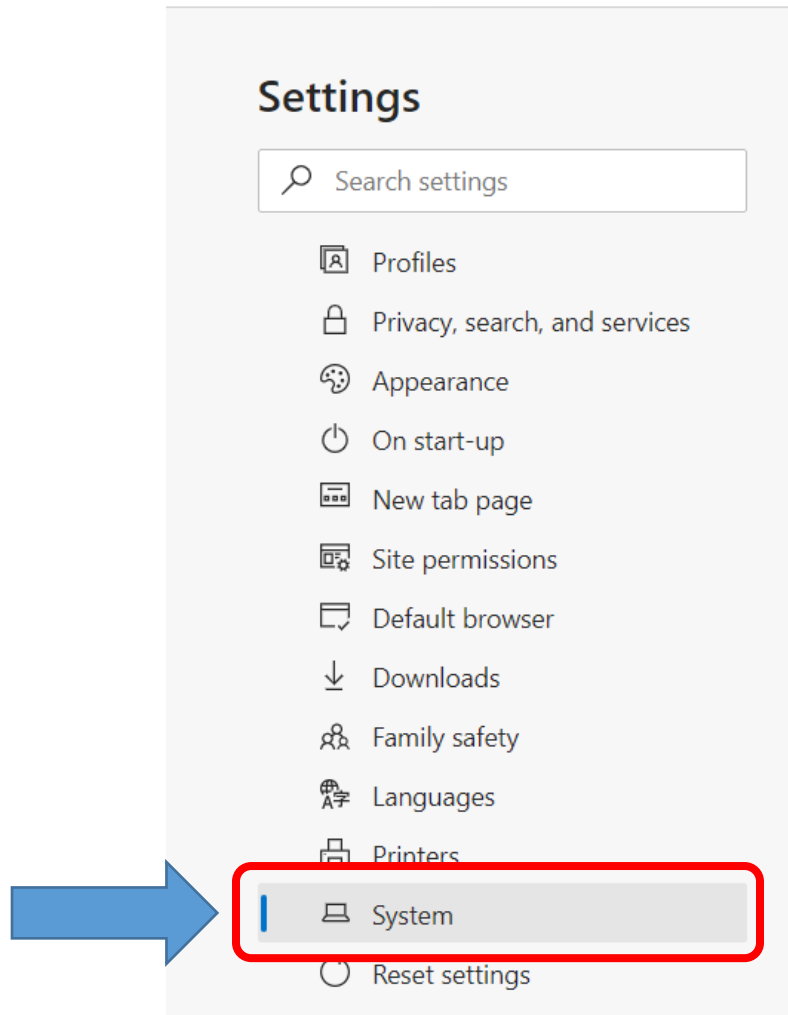 Settings
Search settings
Profiles
Privacy, search, and services
Appearance
On start-up
New tab page
Site permissions
Default browser
Downloads
Family safety
Languages
Printers
System
Reset settings